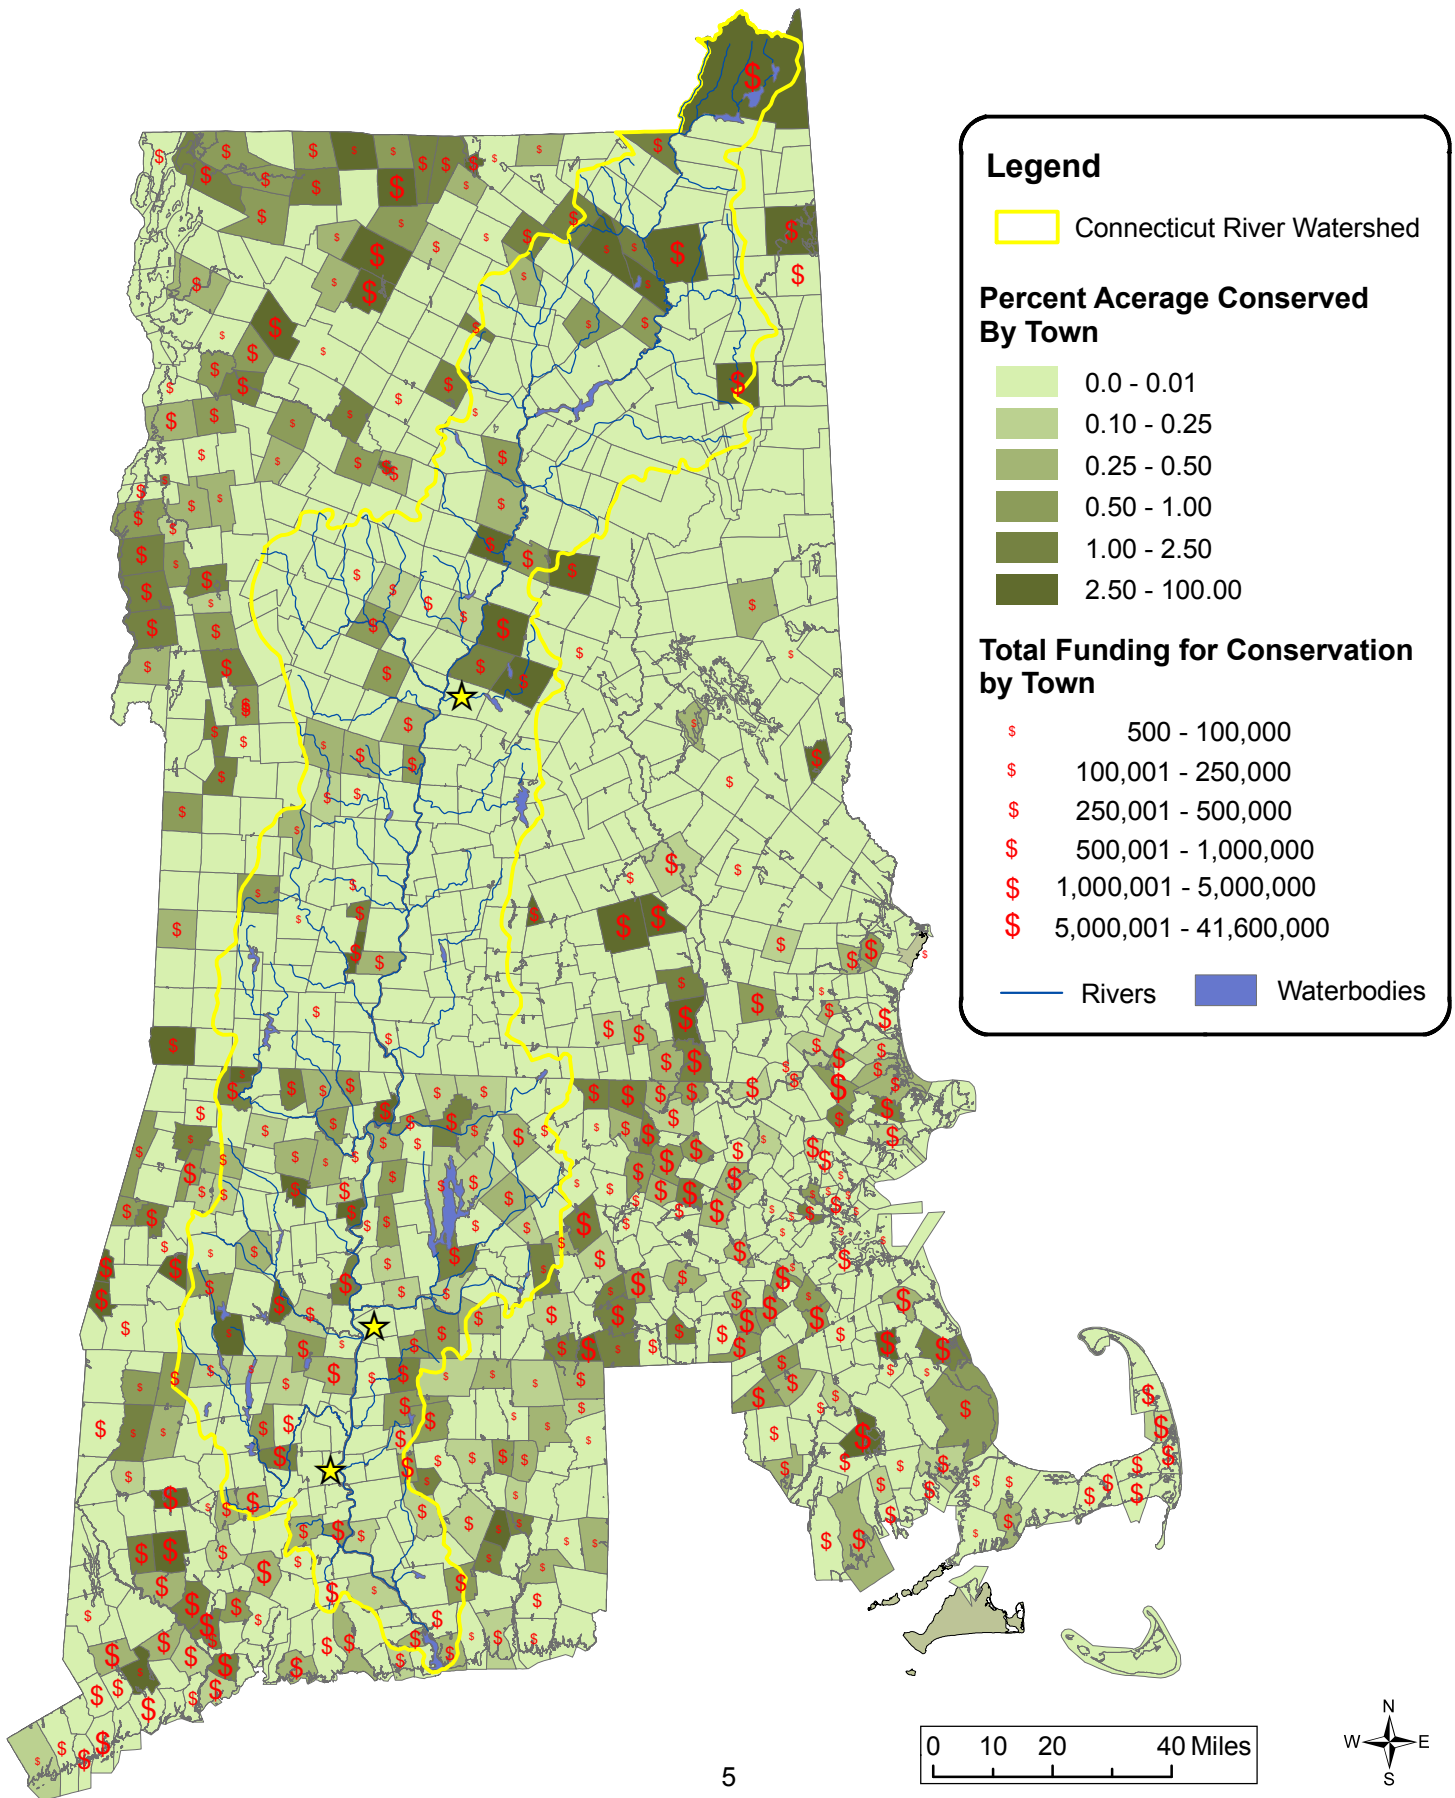 Legend
Connecticut River Watershed
Percent Acerage Conserved
By Town
0.0 - 0.01
0.10 - 0.25
0.25 - 0.50
0.50 - 1.00
1.00 - 2.50
2.50 - 100.00
Total Funding for Conservation
by Town
$ 500 - 100,000
$ 100,001 - 250,000
$ 250,001 - 500,000
$ 500,001 - 1,000,000
$ 1,000,001 - 5,000,000
$ 5,000,001 - 41,600,000
Rivers Waterbodies
N
W E
S
0 10 20 40 Miles
5